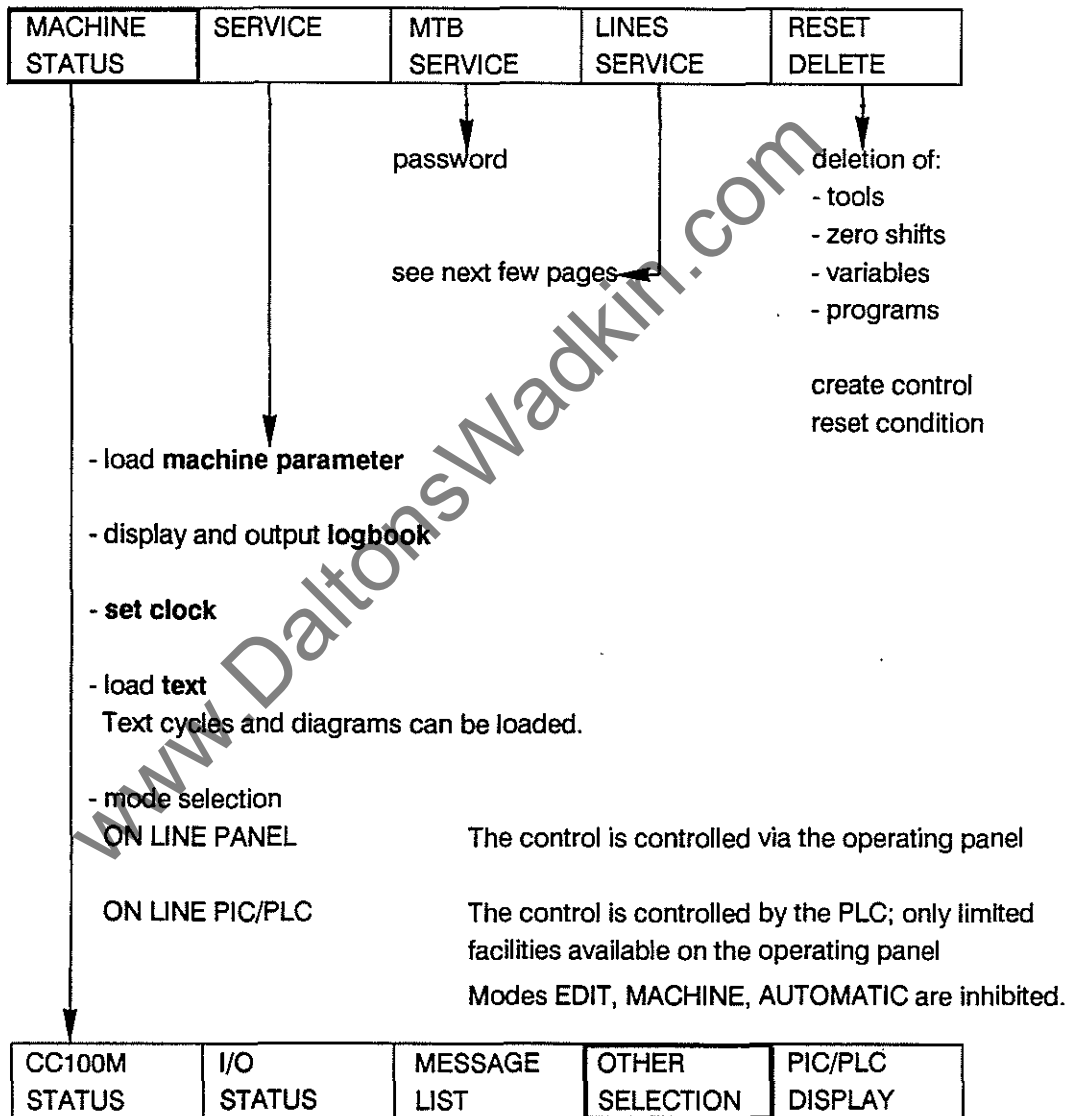 MACHINE STATUS
SERVICE
MTB SERVICE
LINES SERVICE
RESET DELETE
password
deletion of:
- tools
- zero shifts
- variables
- programs
see next few pages
create control
reset condition
- load machine parameter
- display and output logbook
- set clock
- load text
Text cycles and diagrams can be loaded.
- mode selection
ON LINE PANEL The control is controlled via the operating panel
ON LINE PIC/PLC The control is controlled by the PLC; only limited
facilities available on the operating panel
Modes EDIT, MACHINE, AUTOMATIC are inhibited.
CC100M STATUS
I/O STATUS
MESSAGE LIST
OTHER SELECTION
PIC/PLC DISPLAY
www.DaltonsWadkin.com